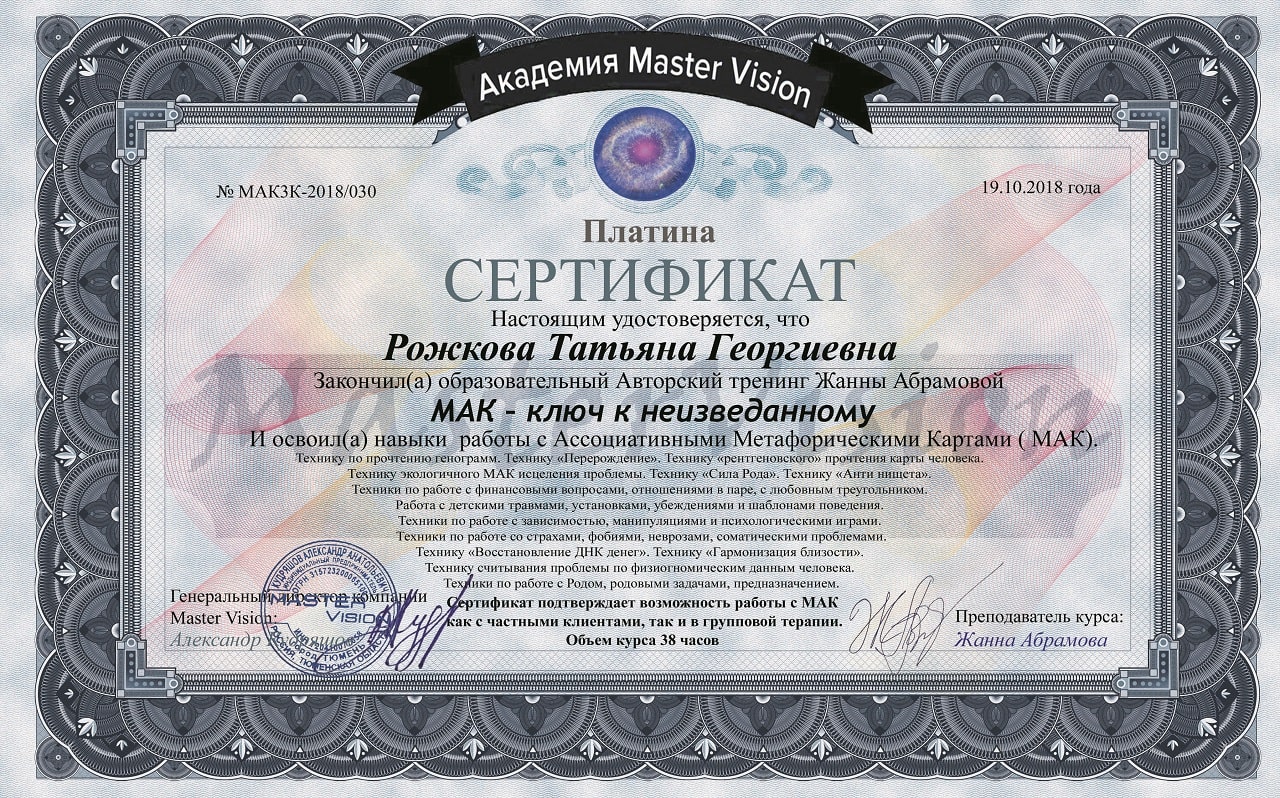 Академия Master Vision
№ МАКЗК-2018/030
19.10.2018 года
Платина
СЕРТИФИКАТ
Настоящим удостоверяется, что
Рожкова Татьяна Георгиевна
Закончил(а) образовательный Авторский тренинг Жанны Абрамовой
МАК – ключ к неизведанному
И освоил(а) навыки работы с Ассоциативными Метафорическими Картами ( МАК).
Технику по прочтению генограмм. Технику «Перерождение». Технику «рентгеновского» прочтения карты человека.
Технику экологичного МАК исцеления проблемы. Технику «Сила Рода». Технику «Анти нищета».
Техники по работе с финансовыми вопросами, отношениями в паре, с любовным треугольником.
Работа с детскими травмами, установками, убеждениями и шаблонами поведения.
Техники по работе с зависимостью, манипуляциями и психологическими играми.
Техники по работе со страхами, фобиями, неврозами, соматическими проблемами.
Технику «Восстановление ДНК денег». Технику «Гармонизация близости».
Технику считывания проблемы по физиогномическим данным человека.
Техники по работе с Родом, родовыми задачами, предназначением.
Сертификат подтверждает возможность работы с МАК
как с частными клиентами, так и в групповой терапии.
Объем курса 38 часов
Генеральный директор компании
Master Vision:
Александр Кудряшов
Преподаватель курса:
Жанна Абрамова
Master Vision
КУДРЯШОВ АЛЕКСАНДР АНАТОЛЬЕВИЧ
MASTER
VISION
ГОРОД ТЮМЕНЬ
РОССИЯ ТЮМЕНСКАЯ ОБЛАСТЬ